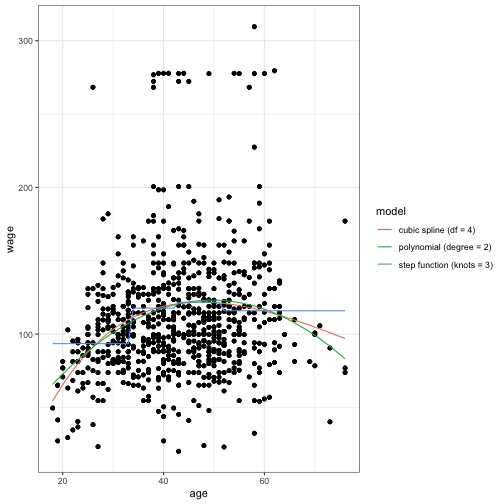 300
200
100
wage
20
40
60
age
model
cubic spline (df = 4)
polynomial (degree = 2)
step function (knots = 3)